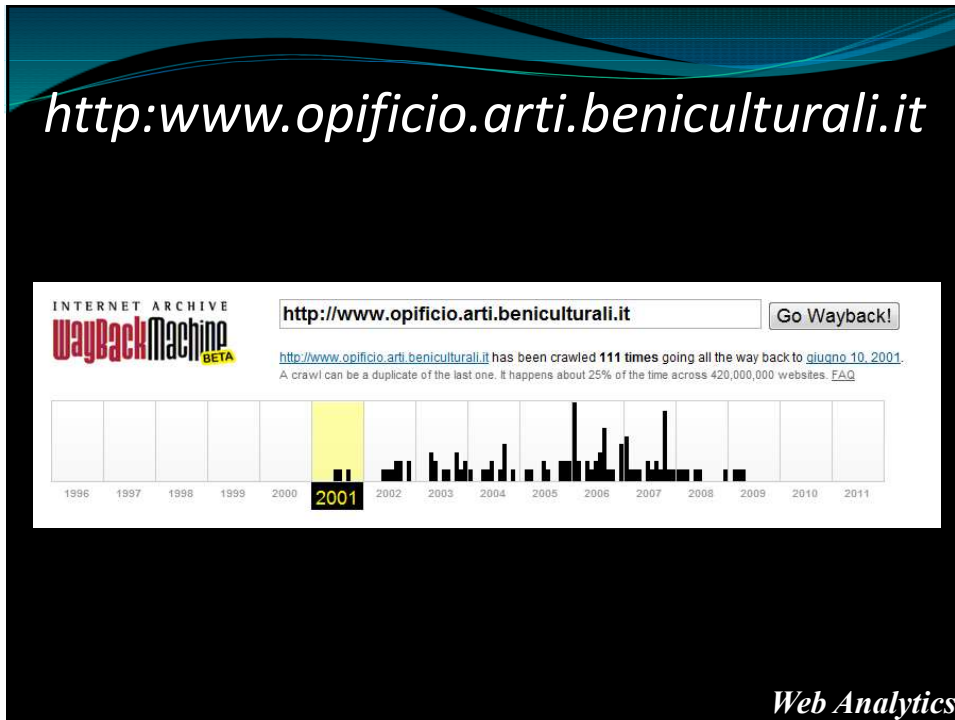 http:www.opificio.arti.beniculturali.it
INTERNET ARCHIVE
WayBackMachine
BETA
http://www.opificio.arti.beniculturali.it
Go Wayback!
http://www.opificio.arti.beniculturali.it has been crawled 111 times going all the way back to giugno 10, 2001.
A crawl can be a duplicate of the last one. It happens about 25% of the time across 420,000,000 websites. FAQ
1996 1997 1998 1999 2000 2001 2002 2003 2004 2005 2006 2007 2008 2009 2010 2011
Web Analytics